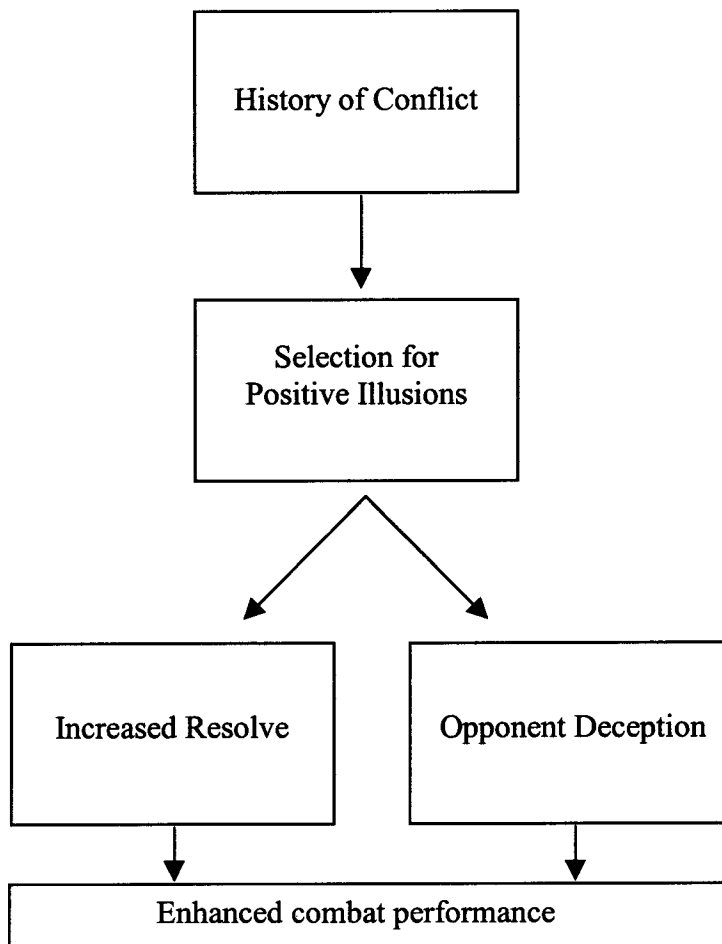 History of Conflict
Selection for
Positive Illusions
Increased Resolve
Opponent Deception
Enhanced combat performance